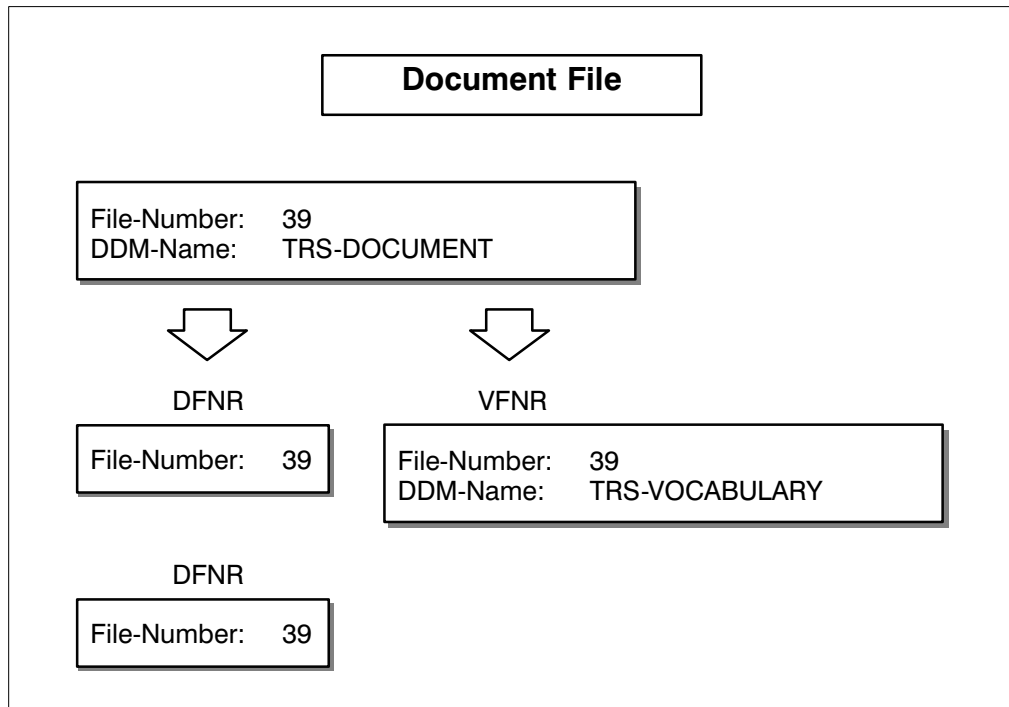 Document File
File-Number: 39
DDM-Name: TRS-DOCUMENT
DFNR
File-Number: 39
VFNR
File-Number: 39
DDM-Name: TRS-VOCABULARY
DFNR
File-Number: 39